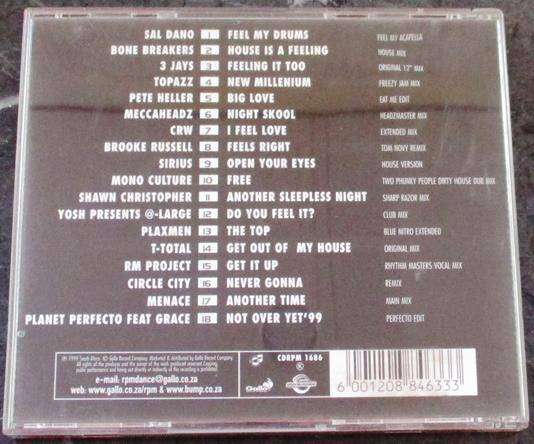 SAL DANO 1 FEEL MY DRUMS FEEL MY ACAPELLA
BONE BREAKERS 2 HOUSE IS A FEELING HOUSE MIX
3 JAYS 3 FEELING IT TOO ORIGINAL 12" MIX
TOPAZZ 4 NEW MILLENIUM FREEZY JAM MIX
PETE HELLER 5 BIG LOVE EAT ME EDIT
MECCAHEADZ 6 NIGHT SKOOL HEADZMASTER MIX
CRW 7 I FEEL LOVE EXTENDED MIX
BROOKE RUSSELL 8 FEELS RIGHT TOM NOVY REMIX
SIRIUS 9 OPEN YOUR EYES HOUSE VERSION
MONO CULTURE 10 FREE TWO PHUNKY PEOPLE DIRTY HOUSE DUB MIX
SHAWN CHRISTOPHER 11 ANOTHER SLEEPLESS NIGHT SHARP RAZOR MIX
YOSH PRESENTS @-LARGE 12 DO YOU FEEL IT? CLUB MIX
PLAXMEN 13 THE TOP BLUE NITRO EXTENDED
T-TOTAL 14 GET OUT OF MY HOUSE ORIGINAL MIX
RM PROJECT 15 GET IT UP RHYTHM MASTERS VOCAL MIX
CIRCLE CITY 16 NEVER GONNA REMIX
MENACE 17 ANOTHER TIME MAIN MIX
PLANET PERFECTO FEAT GRACE 18 NOT OVER YET'99 PERFECTO EDIT
e-mail: rpmdance@gallo.co.za
web: www.gallo.co.za/rpm & www.bump.co.za
Gallo
CDRPM 1686
6 001208 846333